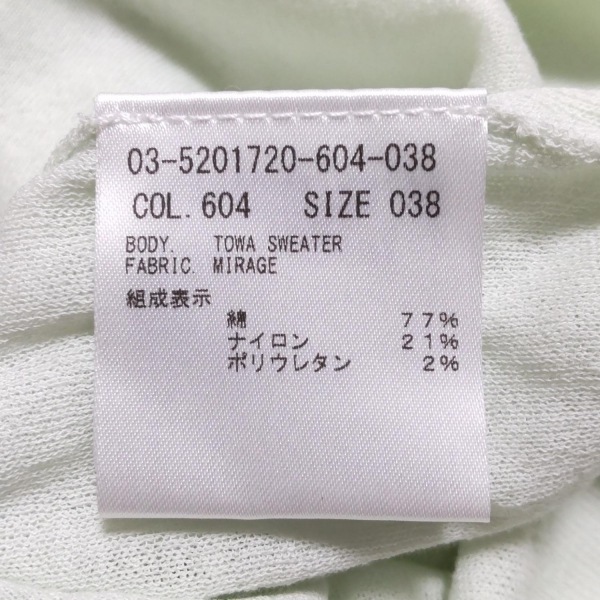 03-5201720-604-038
COL. 604 SIZE 038
BODY. TOWA SWEATER
FABRIC. MIRAGE
組成表示
綿 77%
ナイロン 21%
ポリウレタン 2%